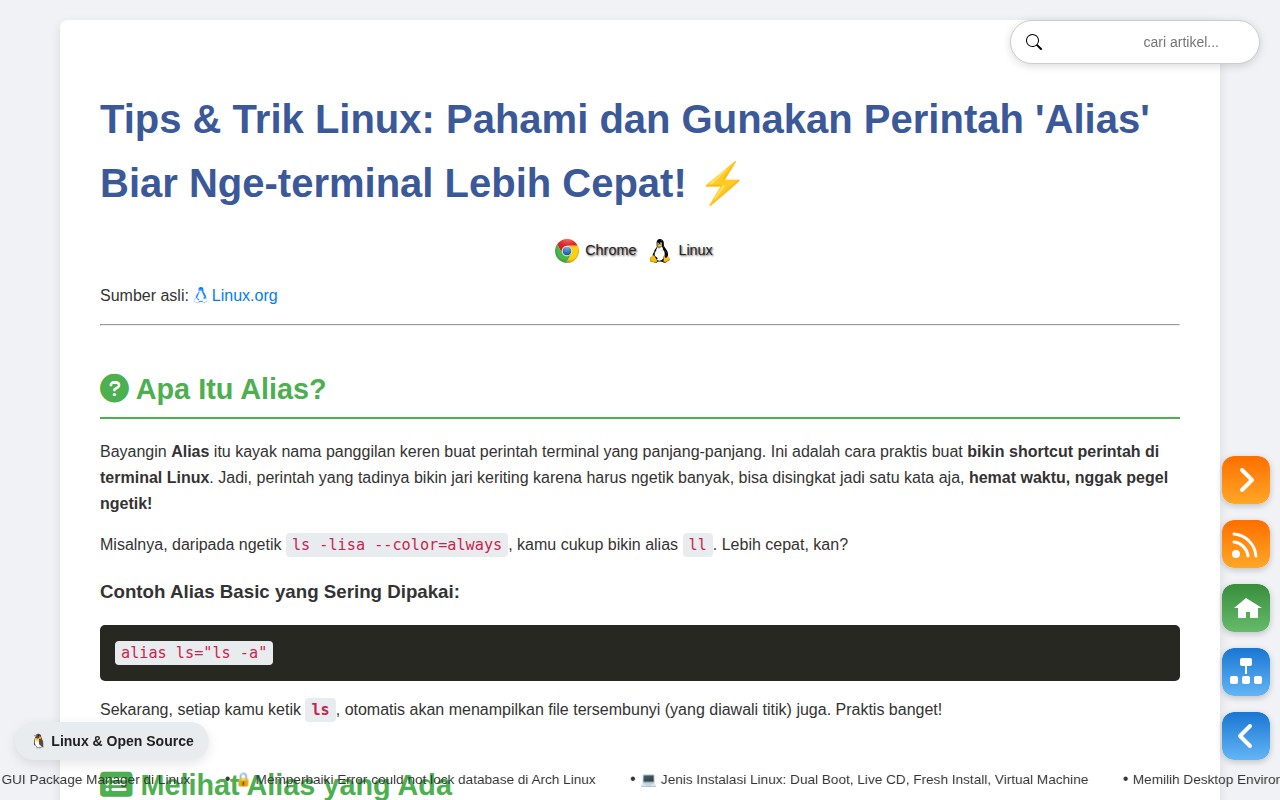 cari artikel...
Tips & Trik Linux: Pahami dan Gunakan Perintah 'Alias'
Biar Nge-terminal Lebih Cepat! ⚡
Chrome Linux
Sumber asli: Linux.org
Apa Itu Alias?
Bayangin Alias itu kayak nama panggilan keren buat perintah terminal yang panjang-panjang. Ini adalah cara praktis buat bikin shortcut perintah di
terminal Linux. Jadi, perintah yang tadinya bikin jari keriting karena harus ngetik banyak, bisa disingkat jadi satu kata aja, hemat waktu, nggak pegel
ngetik!
Misalnya, daripada ngetik ls -lisa --color=always, kamu cukup bikin alias ll. Lebih cepat, kan?
Contoh Alias Basic yang Sering Dipakai:
alias ls="ls -a"
Sekarang, setiap kamu ketik ls, otomatis akan menampilkan file tersembunyi (yang diawali titik) juga. Praktis banget!
🐧 Linux & Open Source
Melihat Alias yang Ada
GUI Package Manager di Linux • 🔒 Memperbaiki Error could not lock database di Arch Linux • 💻 Jenis Instalasi Linux: Dual Boot, Live CD, Fresh Install, Virtual Machine • Memilih Desktop Environ